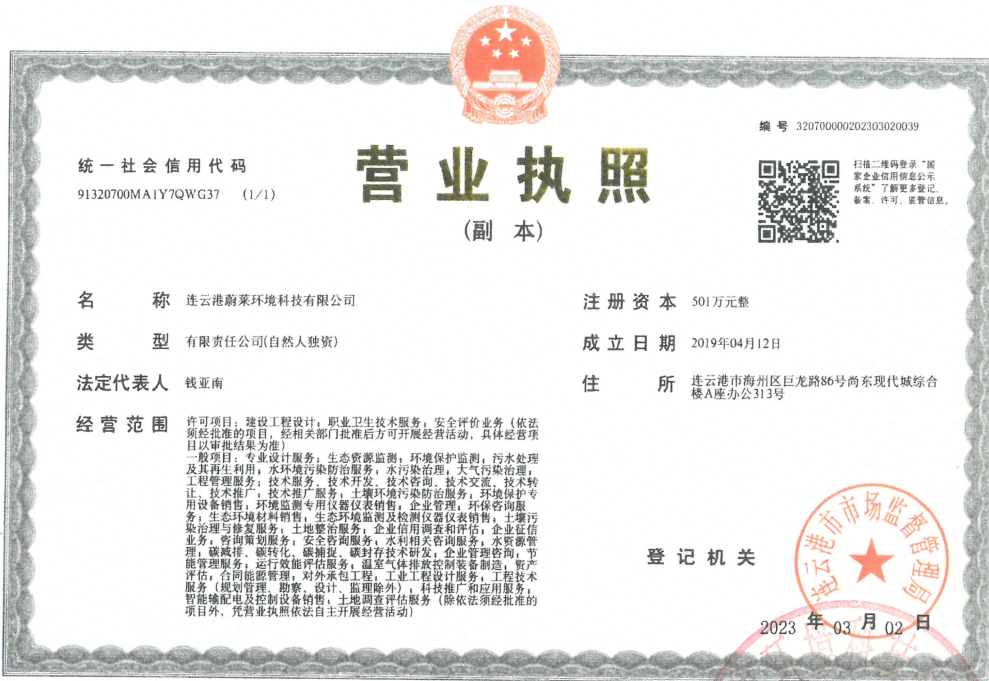 编号 320700000202303020039
统一社会信用代码
91320700MA1Y7QWG37 (1/1)
营业执照
(副 本)
扫描二维码登录“国
家企业信用信息公示
系统”了解更多登记、
备案、许可、监管信息。
名称 连云港蔚莱环境科技有限公司
注册资本 501万元整
类型 有限责任公司(自然人独资)
成立日期 2019年04月12日
法定代表人 钱亚南
住所 连云港市海州区巨龙路86号尚东现代城综合
楼A座办公313号
经营范围 许可项目：建设工程设计；职业卫生技术服务；安全评价业务（依法
须经批准的项目，经相关部门批准后方可开展经营活动，具体经营项
目以审批结果为准）
一般项目：专业设计服务；生态资源监测；环境保护监测；污水处理
及其再生利用；水环境污染防治服务；水污染治理；大气污染治理；
工程管理服务；技术服务、技术开发、技术咨询、技术交流、技术转
让、技术推广；技术推广服务；土壤环境污染防治服务；环境保护专
用设备销售；环境监测专用仪器仪表销售；企业管理；环保咨询服
务；生态环境材料销售；生态环境监测及检测仪器仪表销售；土壤污
染治理与修复服务；土地整治服务；企业信用调查和评估；企业征信
业务；咨询策划服务；安全咨询服务；水利相关咨询服务；水资源管
理；碳减排、碳转化、碳捕捉、碳封存技术研发；企业管理咨询；节
能管理服务；运行效能评估服务；温室气体排放控制装备制造；资产
评估；合同能源管理；对外承包工程；工业工程设计服务；工程技术
服务（规划管理、勘察、设计、监理除外）；科技推广和应用服务；
智能输配电及控制设备销售；土地调查评估服务（除依法须经批准的
项目外，凭营业执照依法自主开展经营活动）
登记机关
连云港市市场监督管理局
2023 年 03 月 02 日